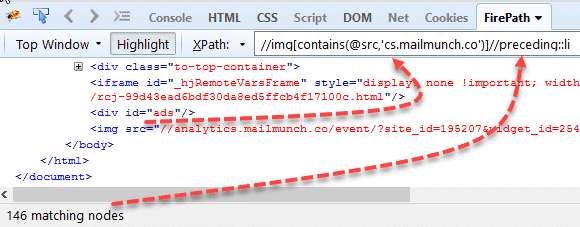 Console HTML CSS Script DOM Net Cookies FirePath
Top Window Highlight XPath: //img[contains(@src,'cs.mailmunch.co')]//preceding::li
<div class="to-top-container">
<iframe id="_hjRemoteVarsFrame" style="display: none !important; width
/rcj-99d43ead6bdf30da8ed5ffcb4f17100c.html"/>
<div id="ads"/>
<img src="//analytics.mailmunch.co/event/?site_id=195207&widget_id=254
</body>
</html>
</document>
146 matching nodes